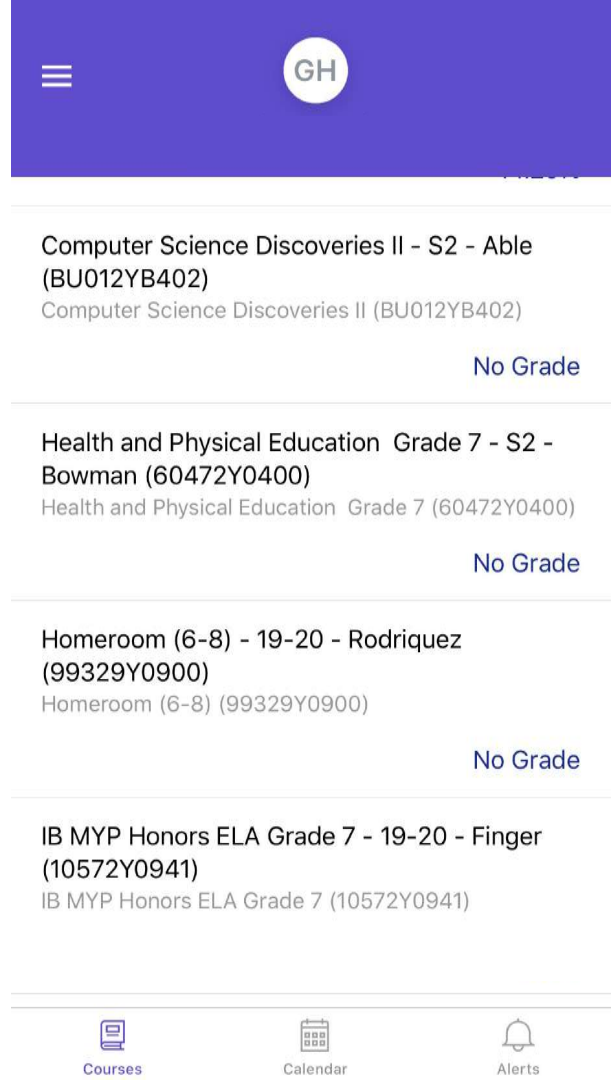 GH
Computer Science Discoveries II - S2 - Able
(BU012YB402)
Computer Science Discoveries II (BU012YB402)
No Grade
Health and Physical Education  Grade 7 - S2 -
Bowman (60472Y0400)
Health and Physical Education  Grade 7 (60472Y0400)
No Grade
Homeroom (6-8) - 19-20 - Rodriquez
(99329Y0900)
Homeroom (6-8) (99329Y0900)
No Grade
IB MYP Honors ELA Grade 7 - 19-20 - Finger
(10572Y0941)
IB MYP Honors ELA Grade 7 (10572Y0941)
Courses
Calendar
Alerts